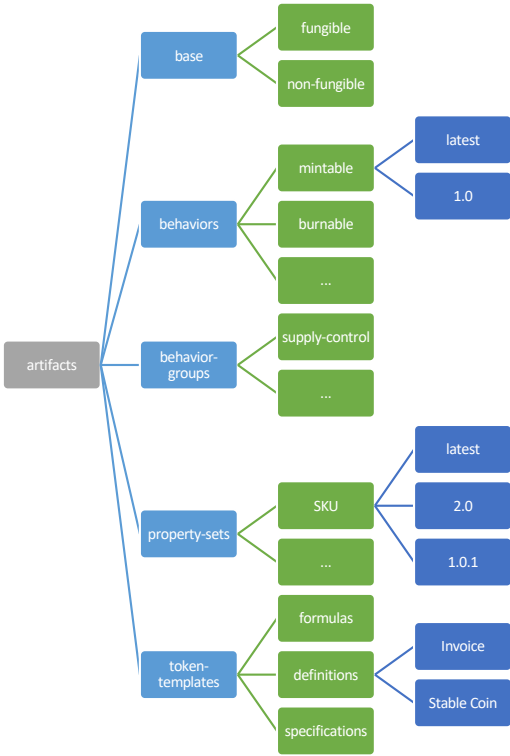 artifacts
base
fungible
non-fungible
behaviors
mintable
latest
1.0
burnable
...
behavior-
groups
supply-control
...
property-sets
SKU
latest
2.0
1.0.1
...
token-
templates
formulas
definitions
Invoice
Stable Coin
specifications